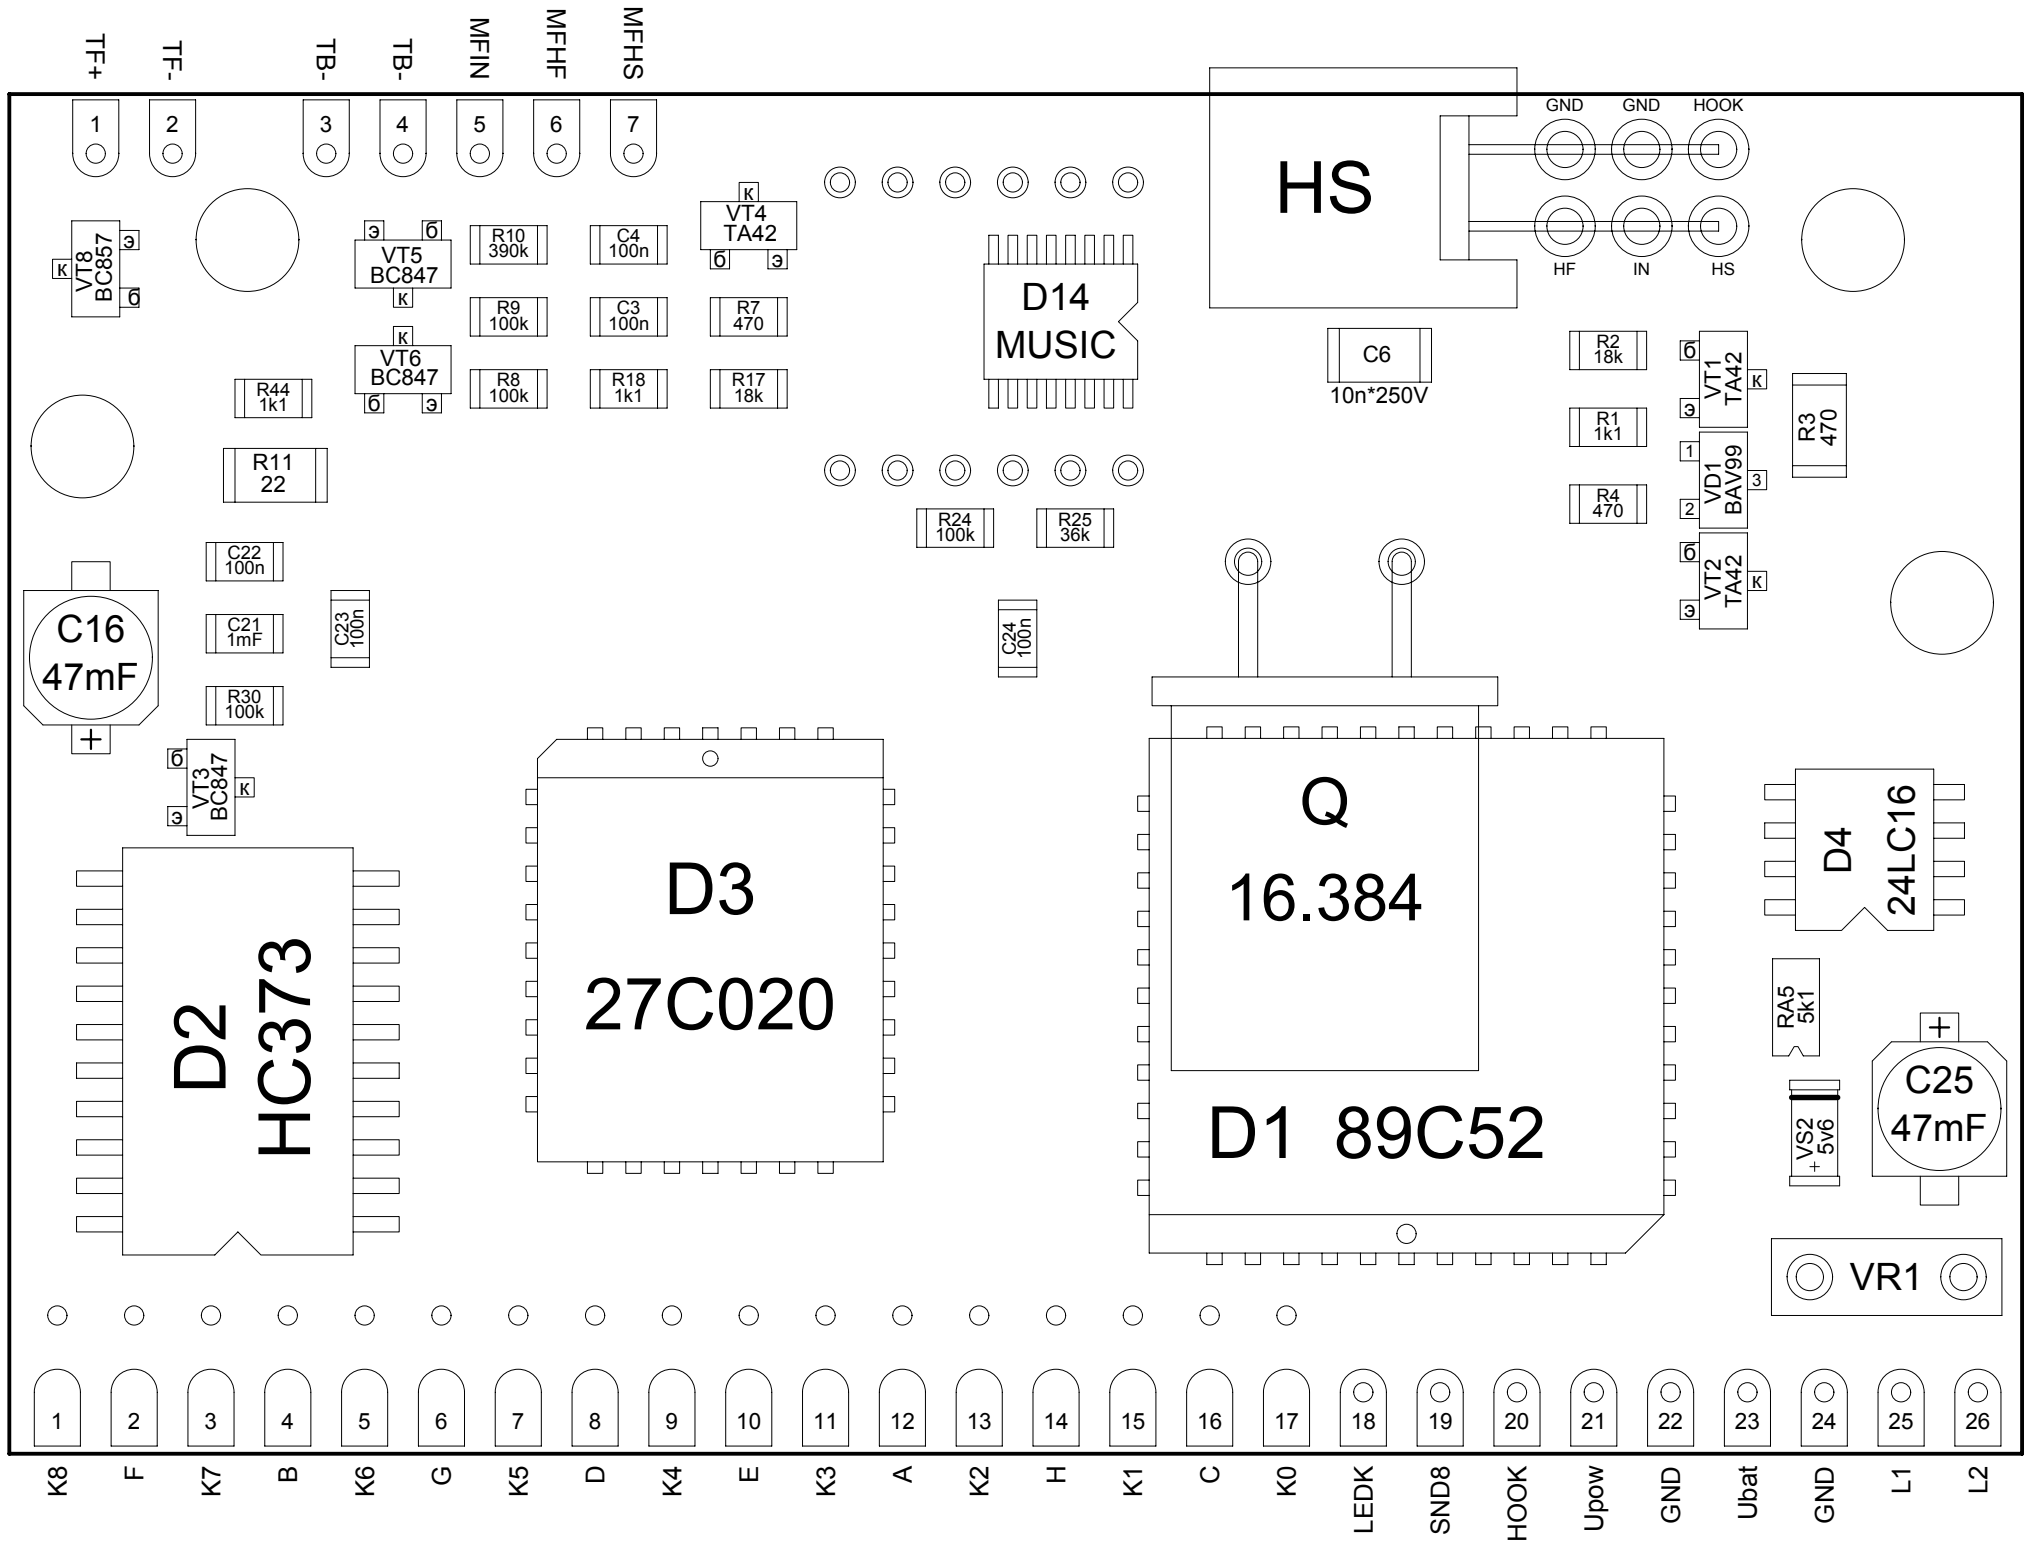 TF+
TF-
TB-
TB-
MFIN
MFHF
MFHS
1
2
3
4
5
6
7
GND
GND
HOOK
HS
HF
IN
HS
к
VT8
BC857
э
б
э
б
VT5
BC847
к
R10
390k
C4
100n
к
VT4
TA42
б
э
R9
100k
C3
100n
R7
470
к
VT6
BC847
б
э
R8
100k
R18
1k1
R17
18k
D14
MUSIC
C6
10n*250V
R2
18k
б
э
VT1
TA42
к
R3
470
R1
1k1
1
2
VD1
BAV99
3
R4
470
б
э
VT2
TA42
к
R44
1k1
R11
22
R24
100k
R25
36k
C22
100n
C16
47mF
+
C21
1mF
C23
100n
R30
100k
C24
100n
б
э
VT3
BC847
к
D2
HC373
D3
27C020
Q
16.384
D1 89C52
D4
24LC16
RA5
5k1
+
C25
47mF
VS2
5v6
+
VR1
1
2
3
4
5
6
7
8
9
10
11
12
13
14
15
16
17
18
19
20
21
22
23
24
25
26
K8
F
K7
B
K6
G
K5
D
K4
E
K3
A
K2
H
K1
C
K0
LEDK
SND8
HOOK
Upow
GND
Ubat
GND
L1
L2